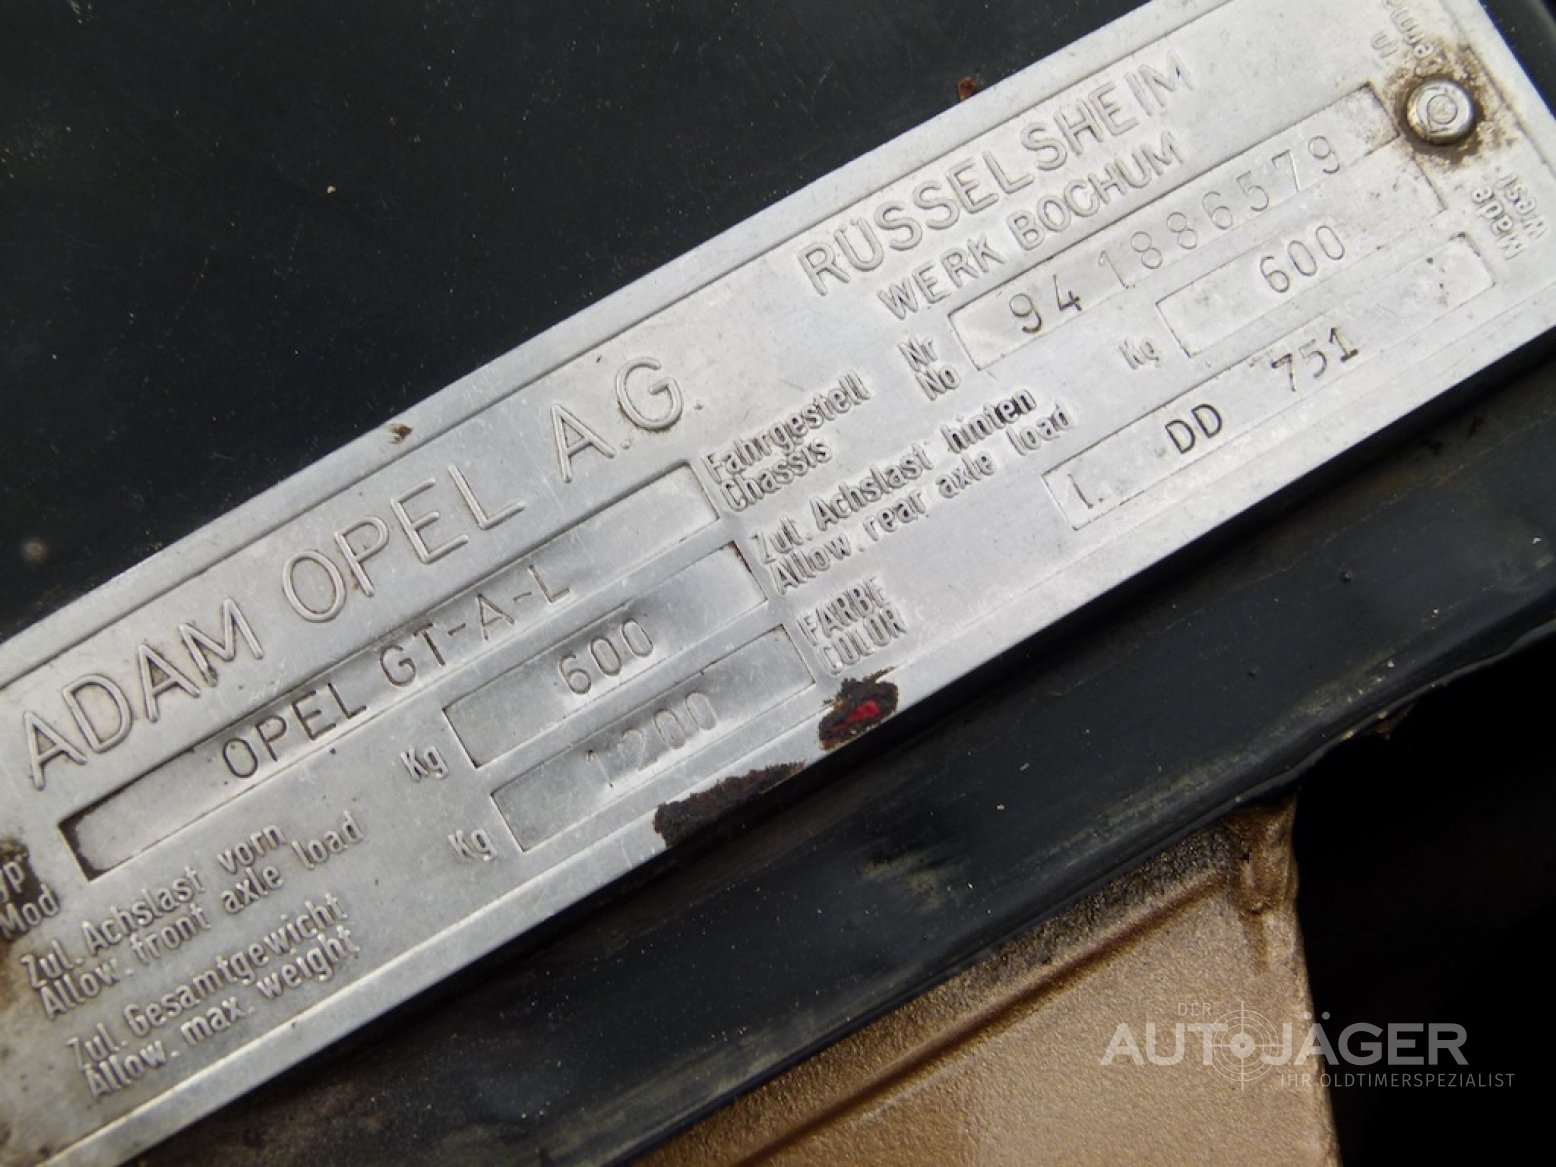 ADAM OPEL A.G. RÜSSELSHEIM
WERK BOCHUM
Mod OPEL GT-A-L
Fahrgestell Nr
Chassis No 94 1886579
Zul. Achslast vorn
Allow. front axle load Kg 600
Zul. Achslast hinten
Allow. rear axle load Kg 600
Zul. Gesamtgewicht
Allow. max. weight Kg 1200
FARBE
COLOR
L DD 751
Made in
West
DER
AUTOJÄGER
IHR OLDTIMERSPEZIALIST